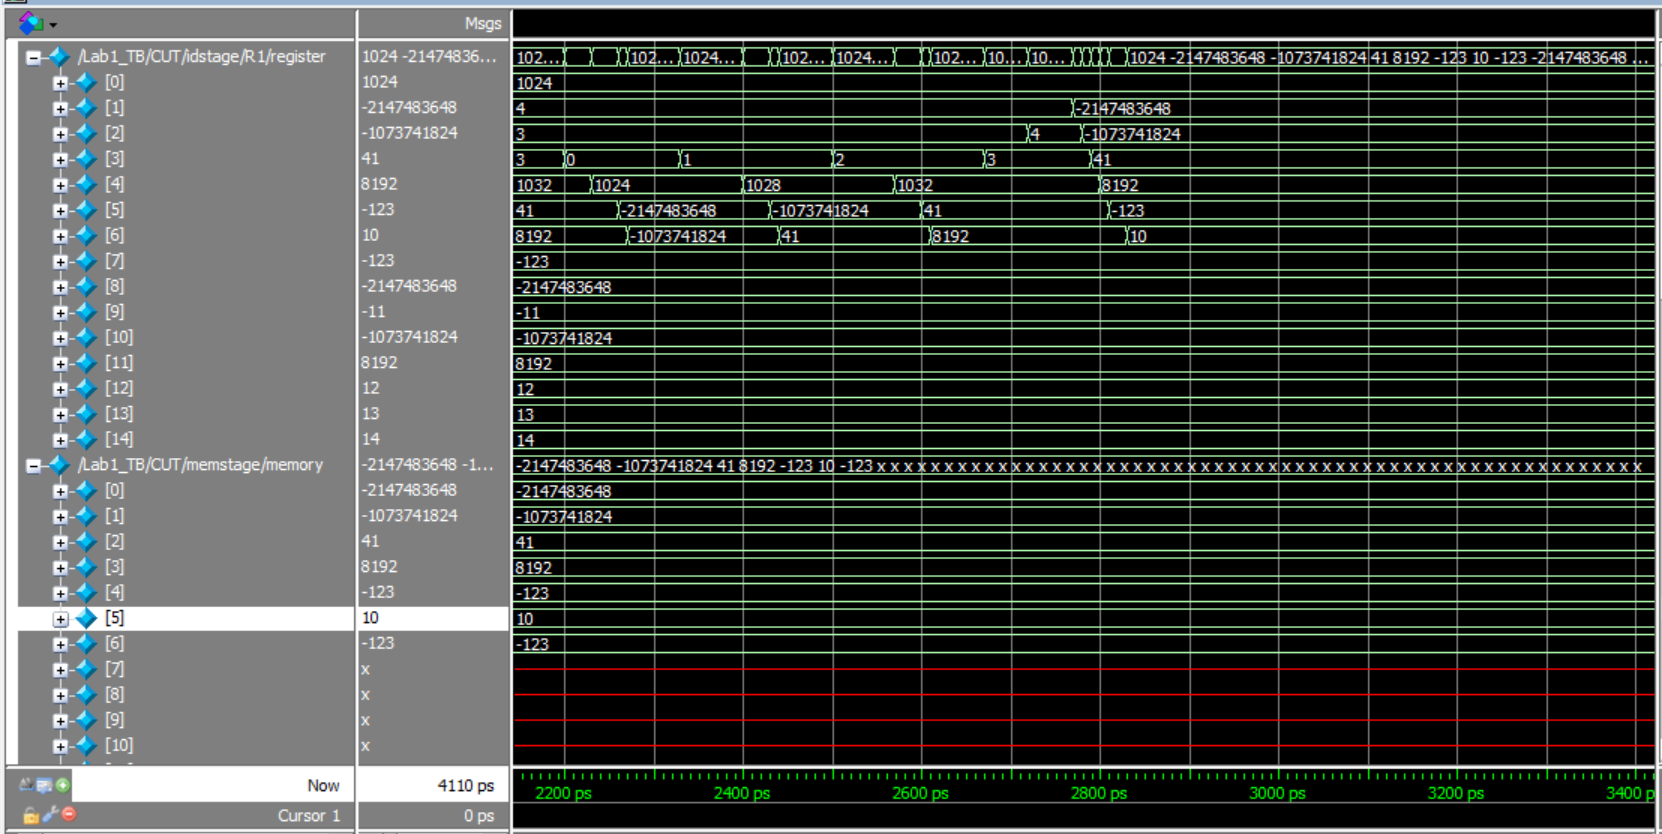 Msgs
/Lab1_TB/CUT/idstage/R1/register 1024 -21474836... 102... 102... 1024... 102... 1024... 102... 10... 10... 1024 -2147483648 -1073741824 41 8192 -123 10 -123 -2147483648 ...
[0] 1024 1024
[1] -2147483648 4 -2147483648
[2] -1073741824 3 4 -1073741824
[3] 41 3 0 1 2 3 41
[4] 8192 1032 1024 1028 1032 8192
[5] -123 41 -2147483648 -1073741824 41 -123
[6] 10 8192 -1073741824 41 8192 10
[7] -123 -123
[8] -2147483648 -2147483648
[9] -11 -11
[10] -1073741824 -1073741824
[11] 8192 8192
[12] 12 12
[13] 13 13
[14] 14 14
/Lab1_TB/CUT/memstage/memory -2147483648 -1... -2147483648 -1073741824 41 8192 -123 10 -123 x x x x x x x x x x x x x x x x x x x x x x x x x x x x x x x x x x x x x x x x x x x x x x x x x x x x x x x x x
[0] -2147483648 -2147483648
[1] -1073741824 -1073741824
[2] 41 41
[3] 8192 8192
[4] -123 -123
[5] 10 10
[6] -123 -123
[7] x
[8] x
[9] x
[10] x
Now 4110 ps 2200 ps 2400 ps 2600 ps 2800 ps 3000 ps 3200 ps 3400 p
Cursor 1 0 ps